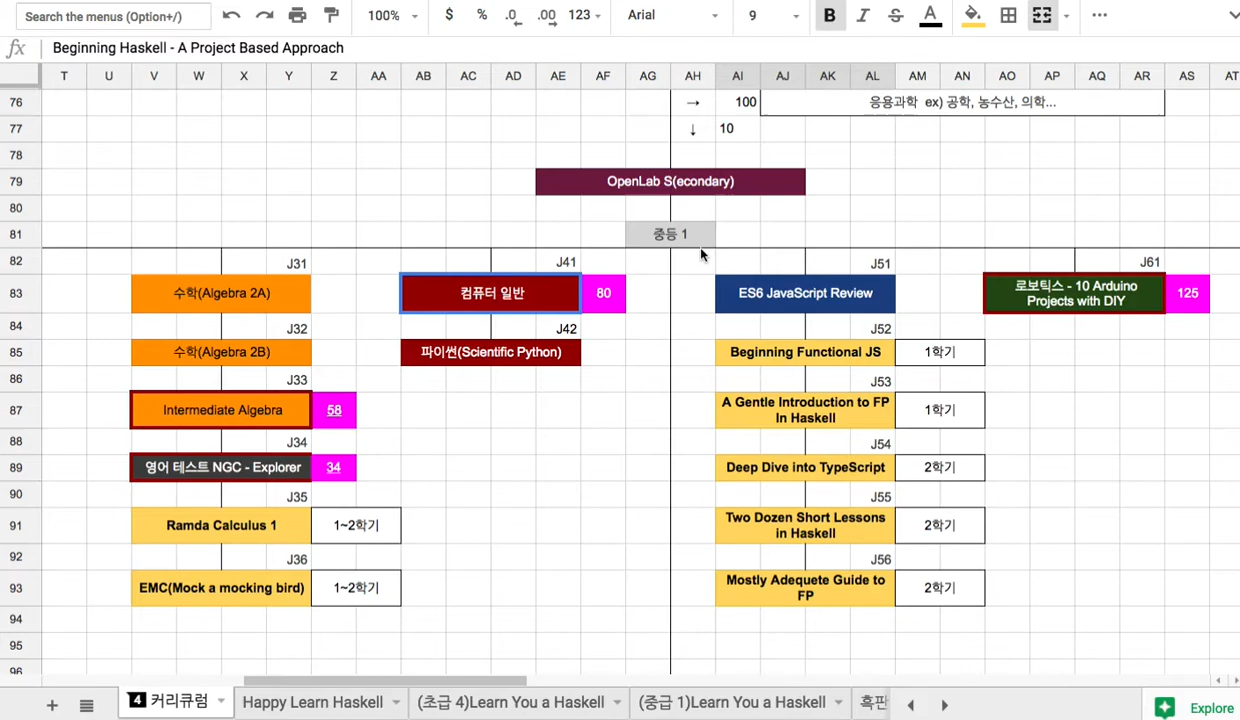 Search the menus (Option+/)
100%
$
%
.0
.00
123
Arial
9
B
I
S
A
fx
Beginning Haskell - A Project Based Approach
T U V W X Y Z AA AB AC AD AE AF AG AH AI AJ AK AL AM AN AO AP AQ AR AS AT
76 → 100 응용과학 ex) 공학, 농수산, 의학...
77 ↓ 10
78
79 OpenLab S(econdary)
80
81 중등 1
82 J31 J41 J51 J61
83 수학(Algebra 2A) 컴퓨터 일반 80 ES6 JavaScript Review 로보틱스 - 10 Arduino
Projects with DIY 125
84 J32 J42 J52
85 수학(Algebra 2B) 파이썬(Scientific Python) Beginning Functional JS 1학기
86 J33 J53
87 Intermediate Algebra 58 A Gentle Introduction to FP
In Haskell 1학기
88 J34 J54
89 영어 테스트 NGC - Explorer 34 Deep Dive into TypeScript 2학기
90 J35 J55
91 Ramda Calculus 1 1~2학기 Two Dozen Short Lessons
in Haskell 2학기
92 J36 J56
93 EMC(Mock a mocking bird) 1~2학기 Mostly Adequete Guide to
FP 2학기
94
95
96
4 커리큐럼
Happy Learn Haskell
(초급 4)Learn You a Haskell
(중급 1)Learn You a Haskell
흑판
Explore